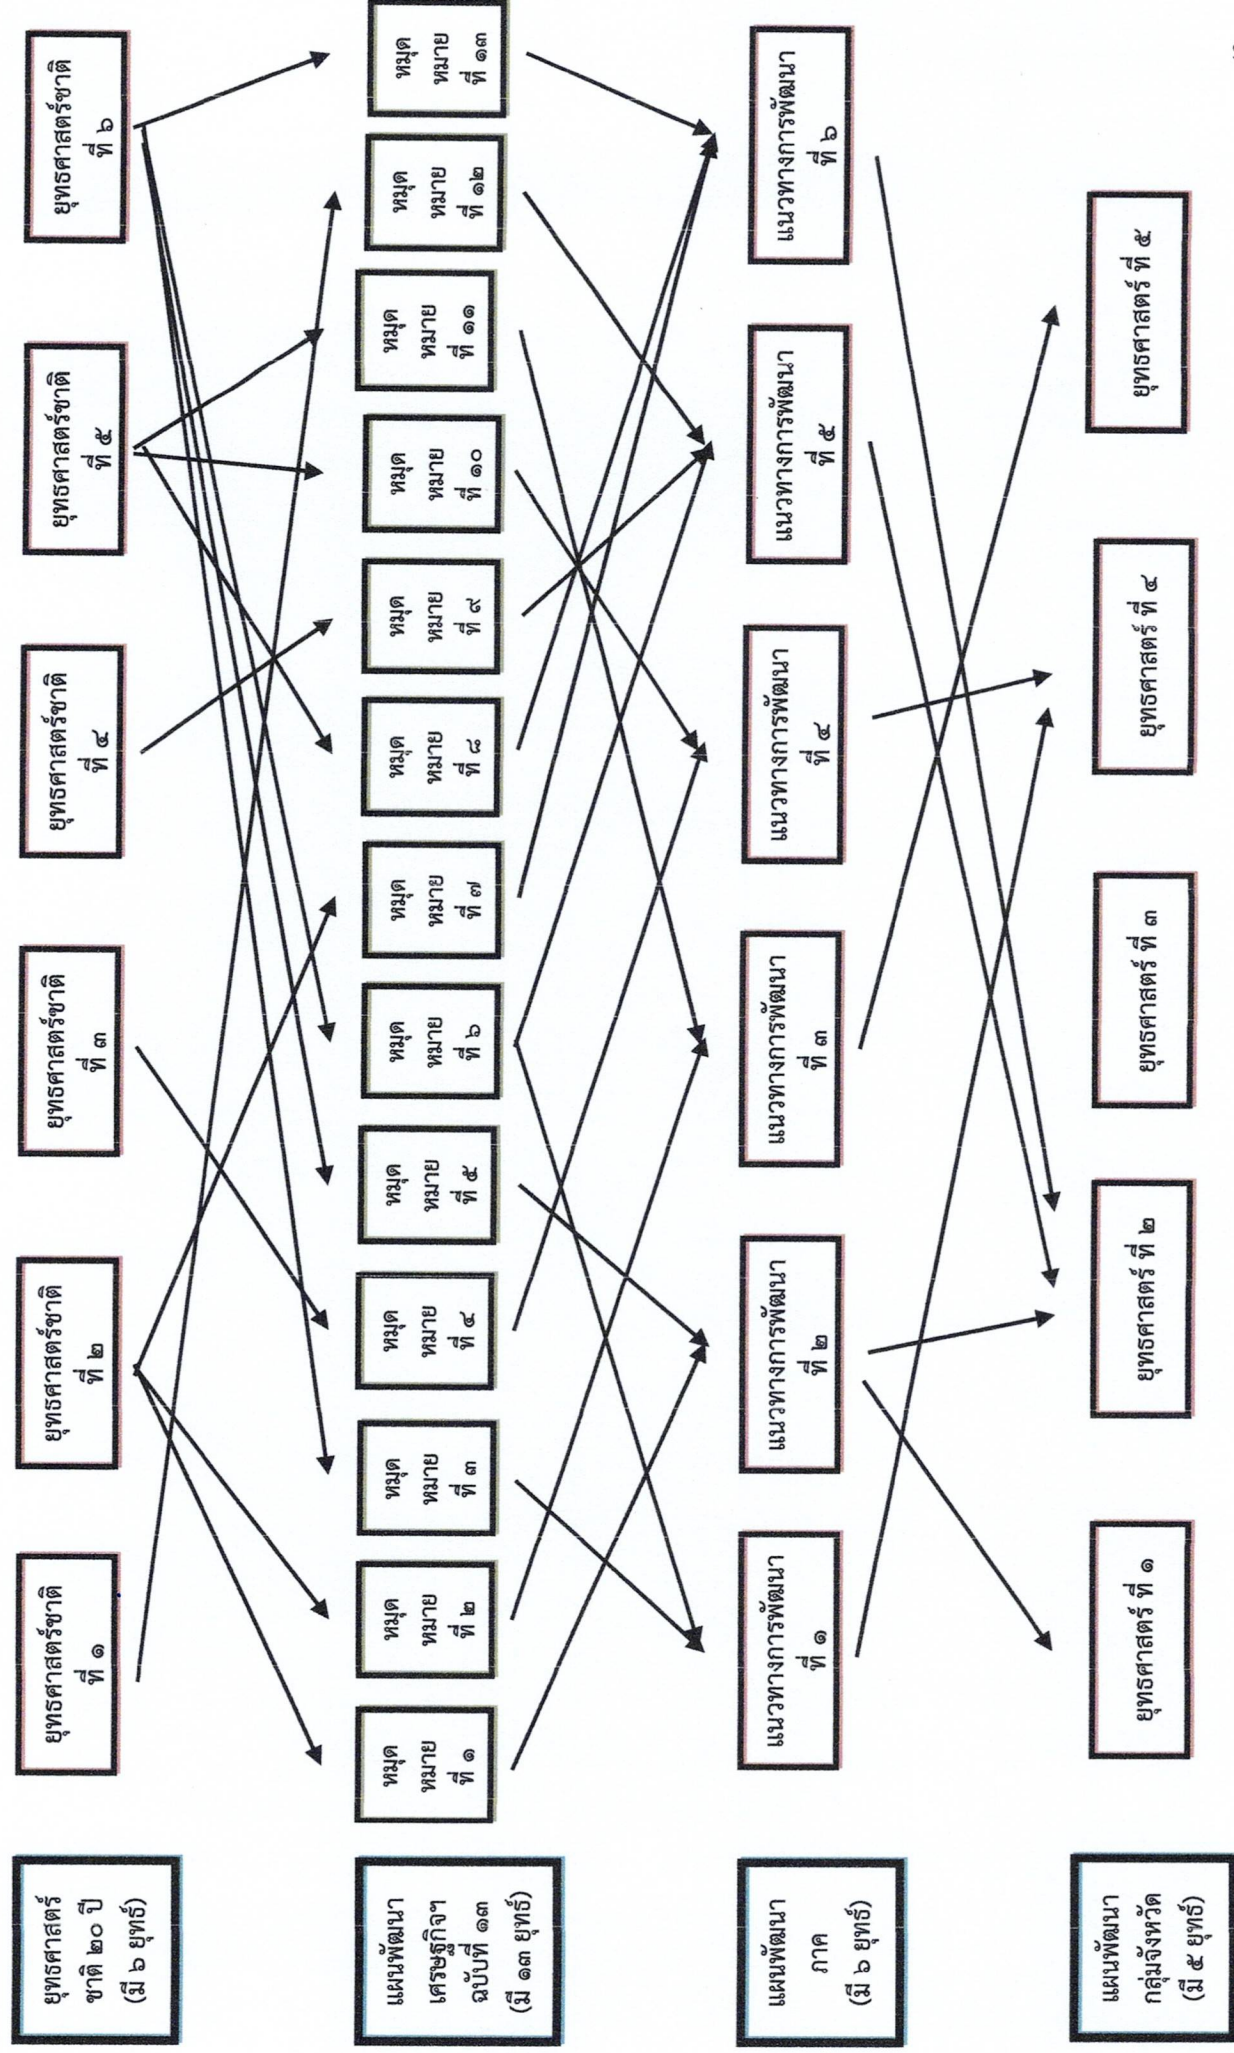 ยุทธศาสตร์
ชาติ ๒๐ ปี
(มี ๖ ยุทธ์)
ยุทธศาสตร์ชาติ
ที่ ๑
ยุทธศาสตร์ชาติ
ที่ ๒
ยุทธศาสตร์ชาติ
ที่ ๓
ยุทธศาสตร์ชาติ
ที่ ๔
ยุทธศาสตร์ชาติ
ที่ ๕
ยุทธศาสตร์ชาติ
ที่ ๖
แผนพัฒนา
เศรษฐกิจฯ
ฉบับที่ ๑๓
(มี ๑๓ ยุทธ์)
หมุด
หมาย
ที่ ๑
หมุด
หมาย
ที่ ๒
หมุด
หมาย
ที่ ๓
หมุด
หมาย
ที่ ๔
หมุด
หมาย
ที่ ๕
หมุด
หมาย
ที่ ๖
หมุด
หมาย
ที่ ๗
หมุด
หมาย
ที่ ๘
หมุด
หมาย
ที่ ๙
หมุด
หมาย
ที่ ๑๐
หมุด
หมาย
ที่ ๑๑
หมุด
หมาย
ที่ ๑๒
หมุด
หมาย
ที่ ๑๓
แผนพัฒนา
ภาค
(มี ๖ ยุทธ์)
แนวทางการพัฒนา
ที่ ๑
แนวทางการพัฒนา
ที่ ๒
แนวทางการพัฒนา
ที่ ๓
แนวทางการพัฒนา
ที่ ๔
แนวทางการพัฒนา
ที่ ๕
แนวทางการพัฒนา
ที่ ๖
แผนพัฒนา
กลุ่มจังหวัด
(มี ๕ ยุทธ์)
ยุทธศาสตร์ ที่ ๑
ยุทธศาสตร์ ที่ ๒
ยุทธศาสตร์ ที่ ๓
ยุทธศาสตร์ ที่ ๔
ยุทธศาสตร์ ที่ ๕